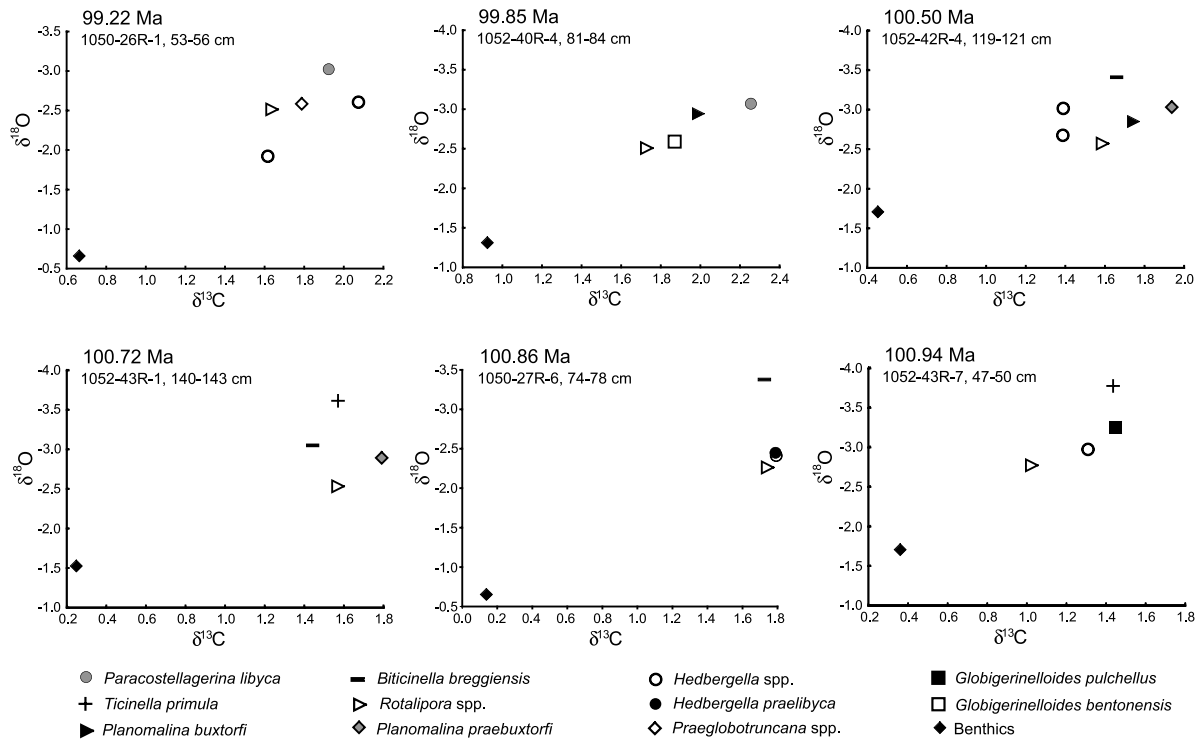 99.22 Ma
1050-26R-1, 53-56 cm
-3.5
-3.0
-2.5
-2.0
-1.5
-1.0
-0.5
δ18O
0.6 0.8 1.0 1.2 1.4 1.6 1.8 2.0 2.2
δ13C
99.85 Ma
1052-40R-4, 81-84 cm
-4.0
-3.5
-3.0
-2.5
-2.0
-1.5
-1.0
δ18O
0.8 1.0 1.2 1.4 1.6 1.8 2.0 2.2 2.4
δ13C
100.50 Ma
1052-42R-4, 119-121 cm
-4.0
-3.5
-3.0
-2.5
-2.0
-1.5
-1.0
δ18O
0.4 0.6 0.8 1.0 1.2 1.4 1.6 1.8 2.0
δ13C
100.72 Ma
1052-43R-1, 140-143 cm
-4.0
-3.5
-3.0
-2.5
-2.0
-1.5
-1.0
δ18O
0.2 0.4 0.6 0.8 1.0 1.2 1.4 1.6 1.8
δ13C
100.86 Ma
1050-27R-6, 74-78 cm
-3.5
-3.0
-2.5
-2.0
-1.5
-1.0
-0.5
δ18O
0.0 0.2 0.4 0.6 0.8 1.0 1.2 1.4 1.6 1.8
δ13C
100.94 Ma
1052-43R-7, 47-50 cm
-4.0
-3.5
-3.0
-2.5
-2.0
-1.5
-1.0
δ18O
0.2 0.4 0.6 0.8 1.0 1.2 1.4 1.6 1.8
δ13C
Paracostellagerina libyca
Biticinella breggiensis
Hedbergella spp.
Globigerinelloides pulchellus
Ticinella primula
Rotalipora spp.
Hedbergella praelibyca
Globigerinelloides bentonensis
Planomalina buxtorfi
Planomalina praebuxtorfi
Praeglobotruncana spp.
Benthics